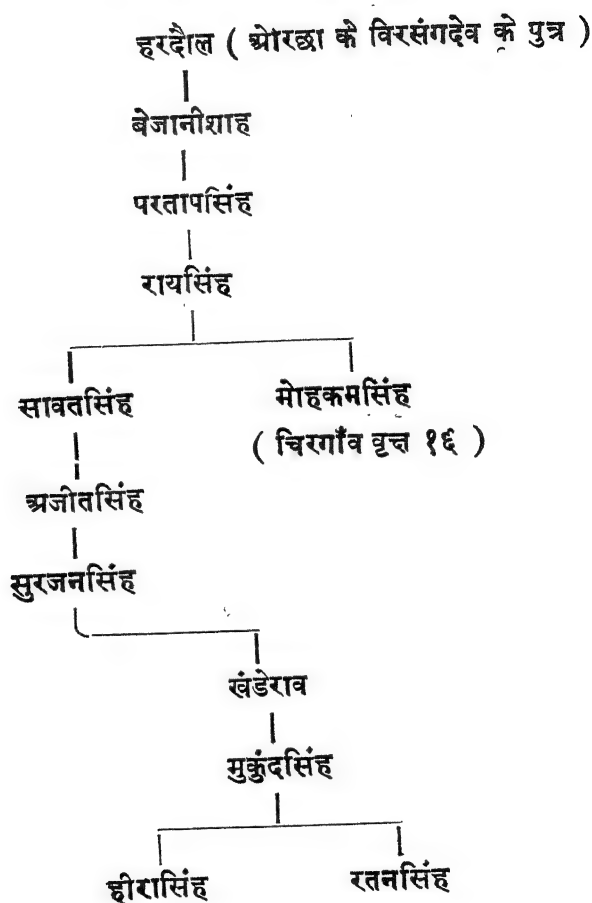 हरदौल ( ओरछा के विरसंगदेव के पुत्र )
बेजानीशाह
परतापसिंह
रायसिंह
सावतसिंह मोहकमसिंह
( चिरगाँव वृक्ष १६ )
अजीतसिंह
सुरजनसिंह
खंडेराव
मुकुंदसिंह
हीरासिंह रतनसिंह